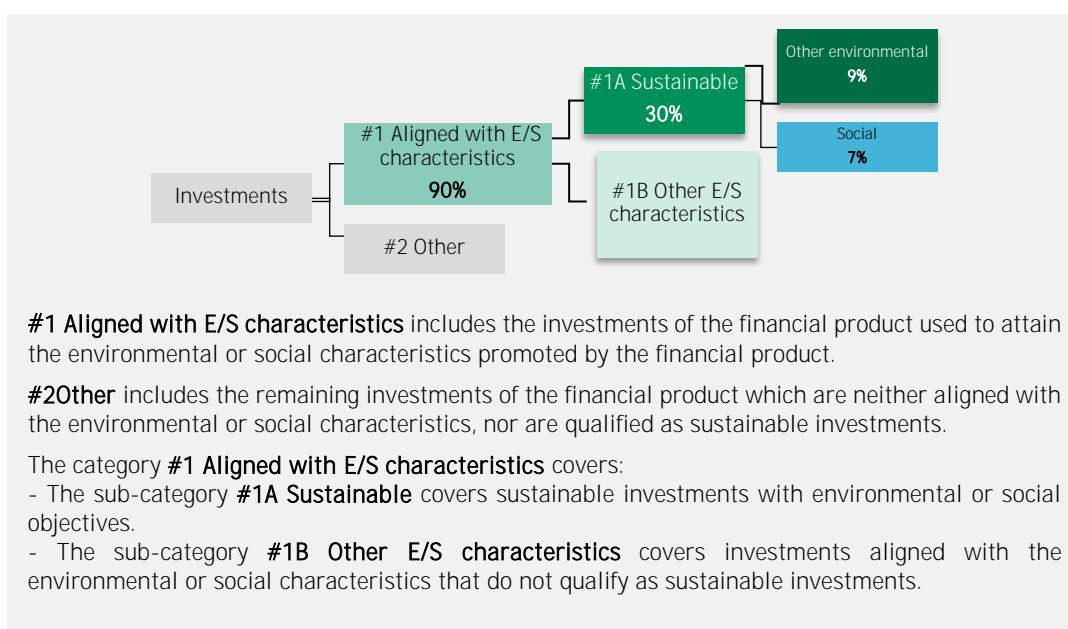 Other environmental
9%
#1A Sustainable
30%
Social
7%
#1 Aligned with E/S
characteristics
90%
#1B Other E/S
characteristics
Investments
#2 Other
#1 Aligned with E/S characteristics includes the investments of the financial product used to attain
the environmental or social characteristics promoted by the financial product.
#2Other includes the remaining investments of the financial product which are neither aligned with
the environmental or social characteristics, nor are qualified as sustainable investments.
The category #1 Aligned with E/S characteristics covers:
- The sub-category #1A Sustainable covers sustainable investments with environmental or social
objectives.
- The sub-category #1B Other E/S characteristics covers investments aligned with the
environmental or social characteristics that do not qualify as sustainable investments.